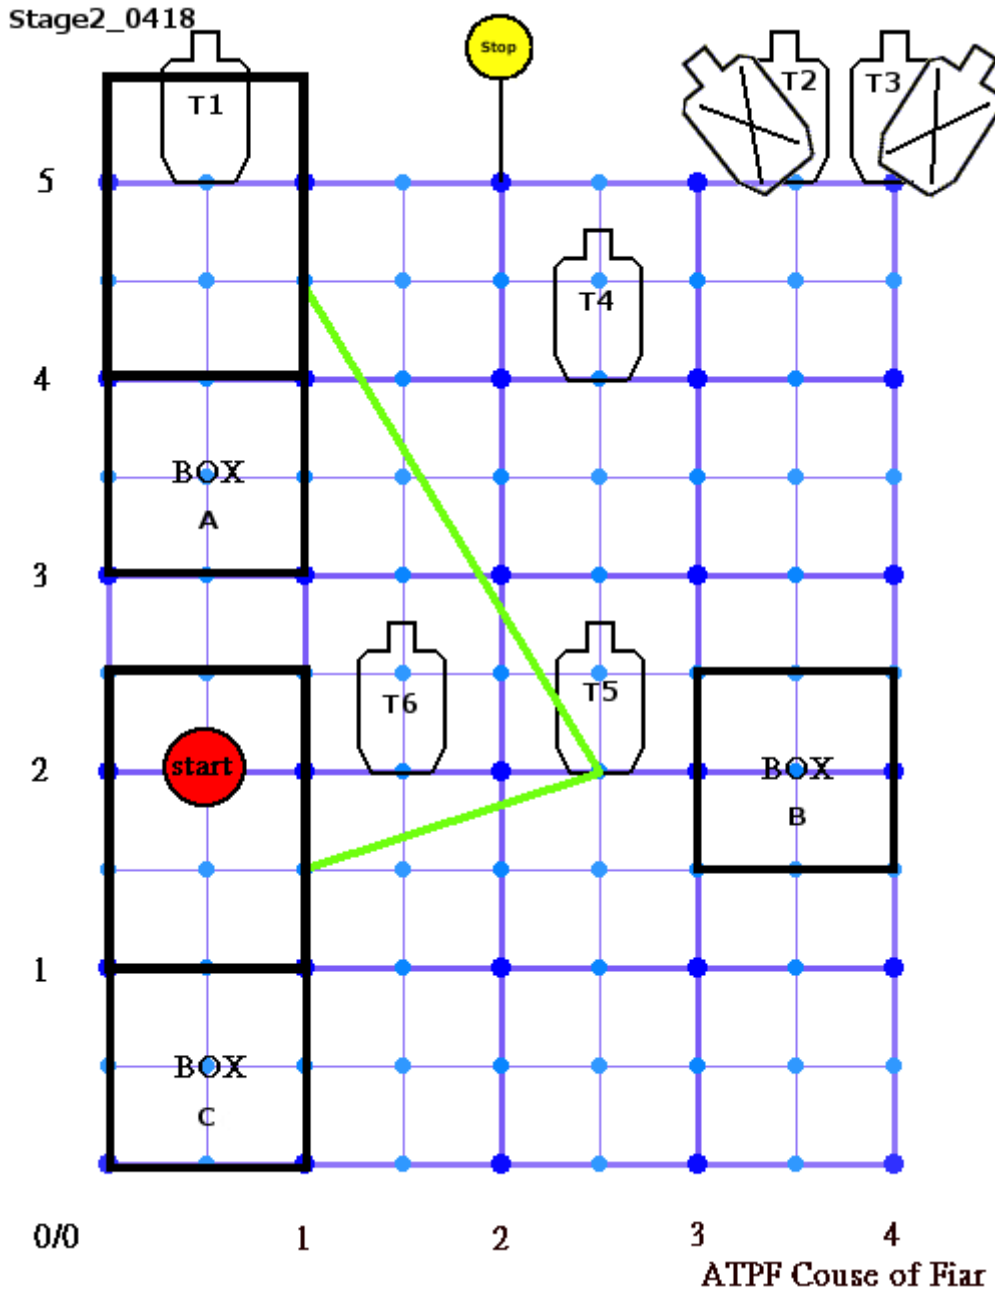 Stage2_0418
Stop
T1
T2
T3
5
T4
4
BOX
A
3
T6
T5
start
2
BOX
B
1
BOX
C
0/0
1
2
3
4
ATPF Couse of Fiar